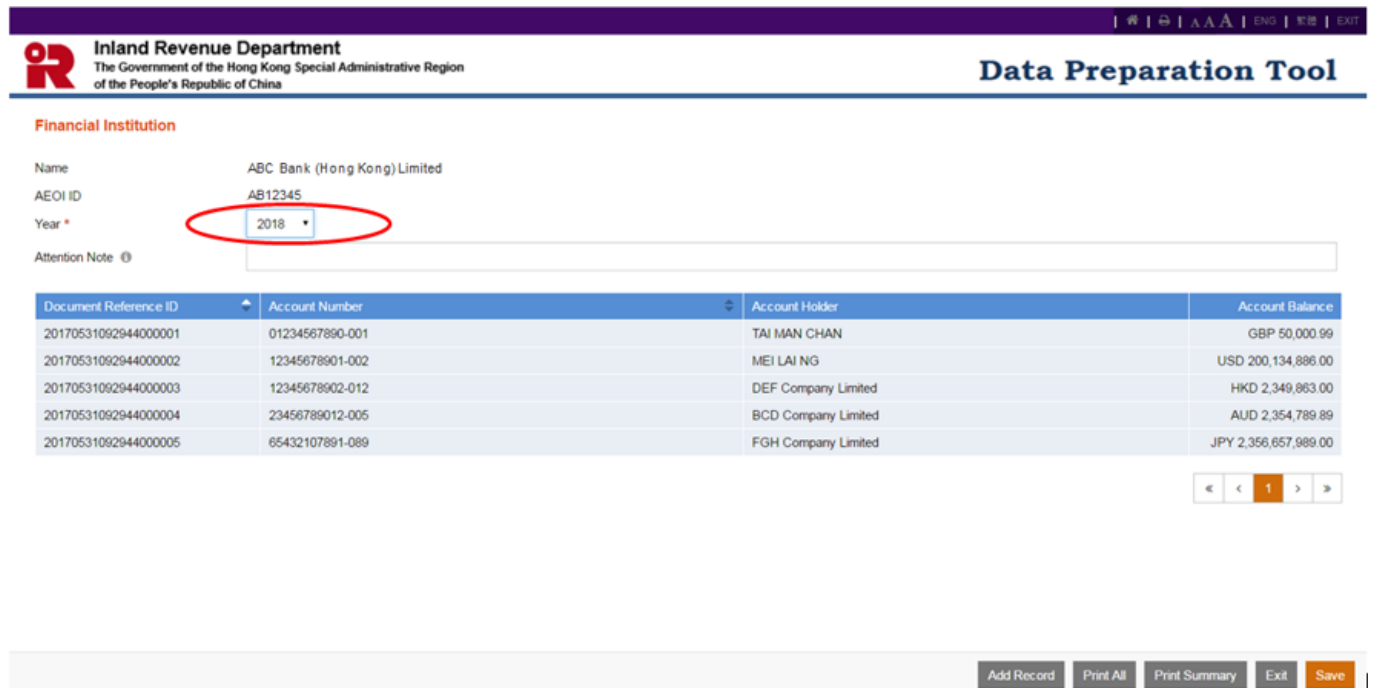 | | | A A A | ENG | 繁體 | EXIT
Inland Revenue Department
The Government of the Hong Kong Special Administrative Region
of the People's Republic of China
Data Preparation Tool
Financial Institution
Name ABC Bank (Hong Kong) Limited
AEOI ID AB12345
Year * 2018
Attention Note
Document Reference ID Account Number Account Holder Account Balance
20170531092944000001 01234567890-001 TAI MAN CHAN GBP 50,000.99
20170531092944000002 12345678901-002 MEI LAI NG USD 200,134,886.00
20170531092944000003 12345678902-012 DEF Company Limited HKD 2,349,863.00
20170531092944000004 23456789012-005 BCD Company Limited AUD 2,354,789.89
20170531092944000005 65432107891-089 FGH Company Limited JPY 2,356,657,989.00
« < 1 > »
Add Record Print All Print Summary Exit Save